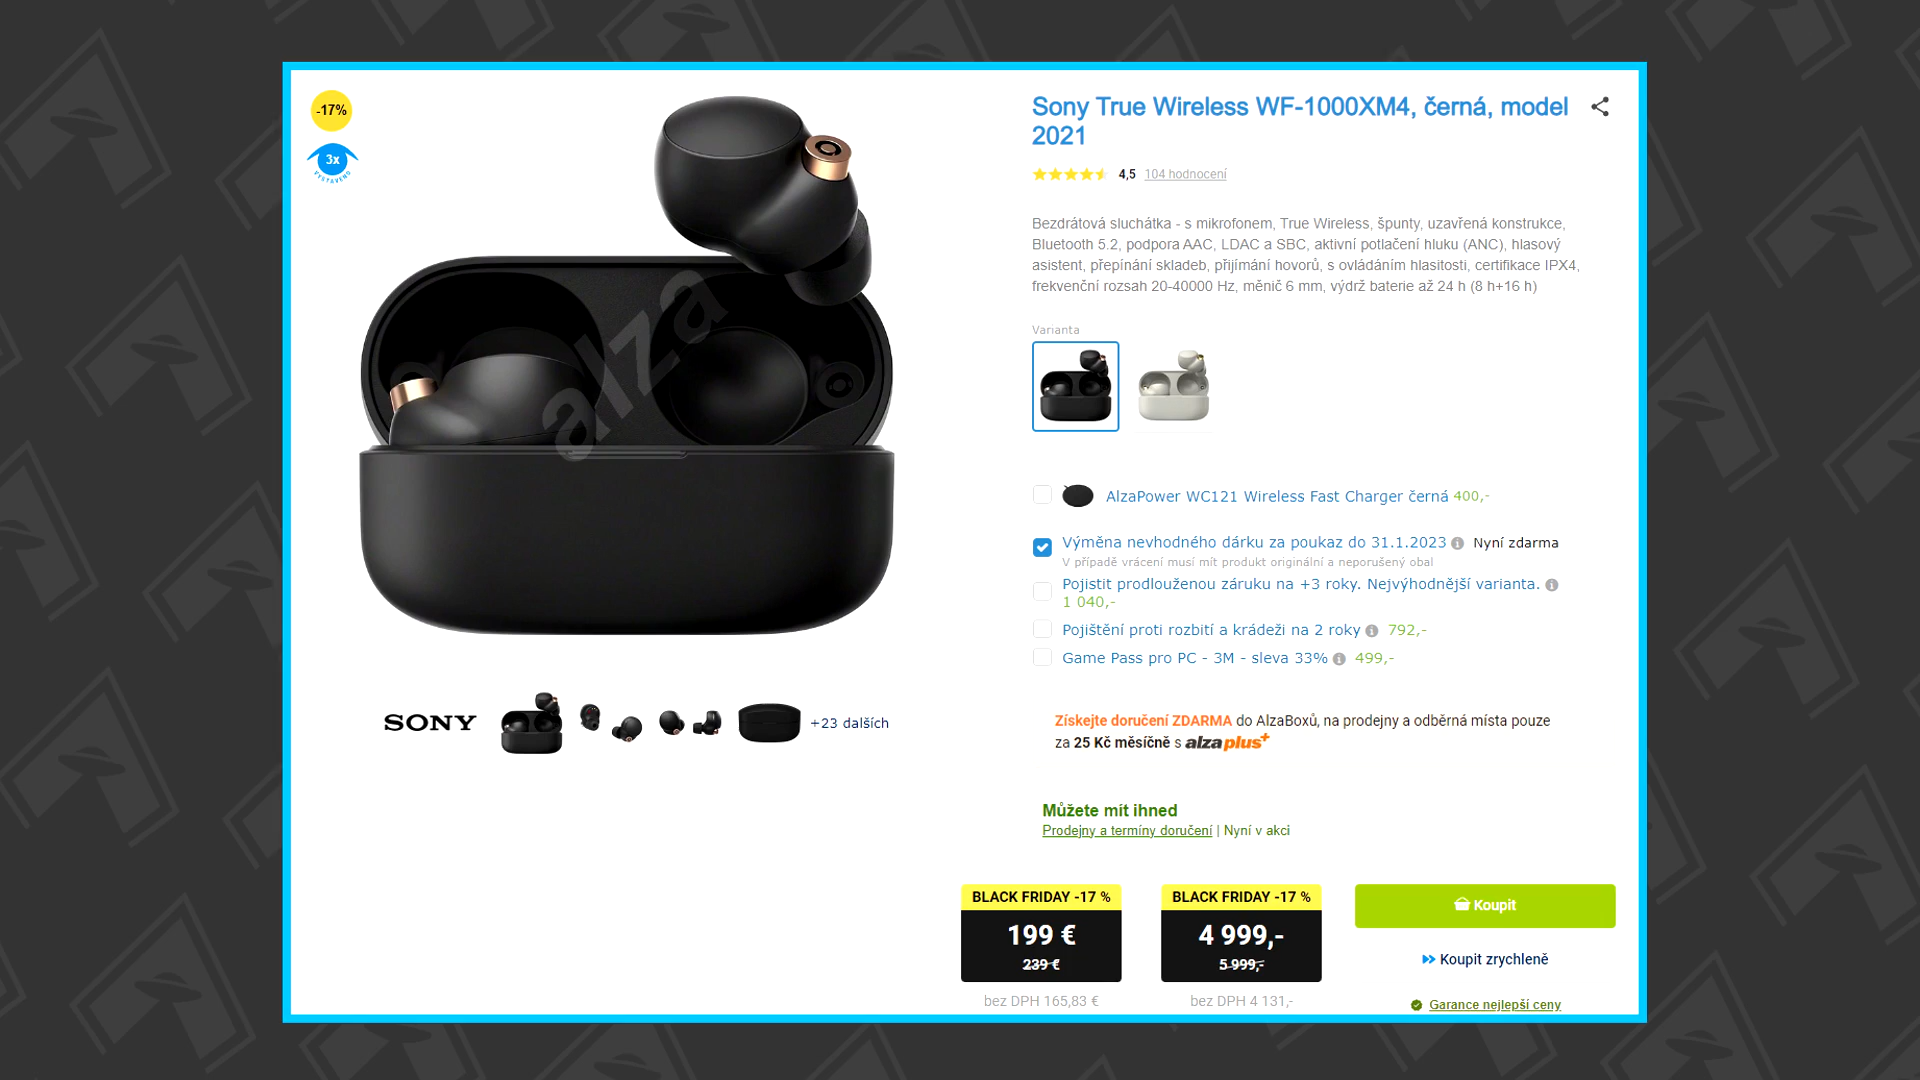 -17%
3x
VYSTAVENO
alza
Sony True Wireless WF-1000XM4, černá, model
2021
4,5 104 hodnocení
Bezdrátová sluchátka - s mikrofonem, True Wireless, špunty, uzavřená konstrukce,
Bluetooth 5.2, podpora AAC, LDAC a SBC, aktivní potlačení hluku (ANC), hlasový
asistent, přepínání skladeb, přijímání hovorů, s ovládáním hlasitosti, certifikace IPX4,
frekvenční rozsah 20-40000 Hz, měnič 6 mm, výdrž baterie až 24 h (8 h+16 h)
Varianta
AlzaPower WC121 Wireless Fast Charger černá 400,-
Výměna nevhodného dárku za poukaz do 31.1.2023 Nyní zdarma
V případě vrácení musí mít produkt originální a neporušený obal
Pojistit prodlouženou záruku na +3 roky. Nejvýhodnější varianta.
1 040,-
Pojištění proti rozbití a krádeži na 2 roky 792,-
Game Pass pro PC - 3M - sleva 33% 499,-
SONY
+23 dalších
Získejte doručení ZDARMA do AlzaBoxů, na prodejny a odběrná místa pouze
za 25 Kč měsíčně s alzaplus+
Můžete mít ihned
Prodejny a termíny doručení | Nyní v akci
BLACK FRIDAY -17 %
199 €
239 €
bez DPH 165,83 €
BLACK FRIDAY -17 %
4 999,-
5 999,-
bez DPH 4 131,-
Koupit
Koupit zrychleně
Garance nejlepší ceny